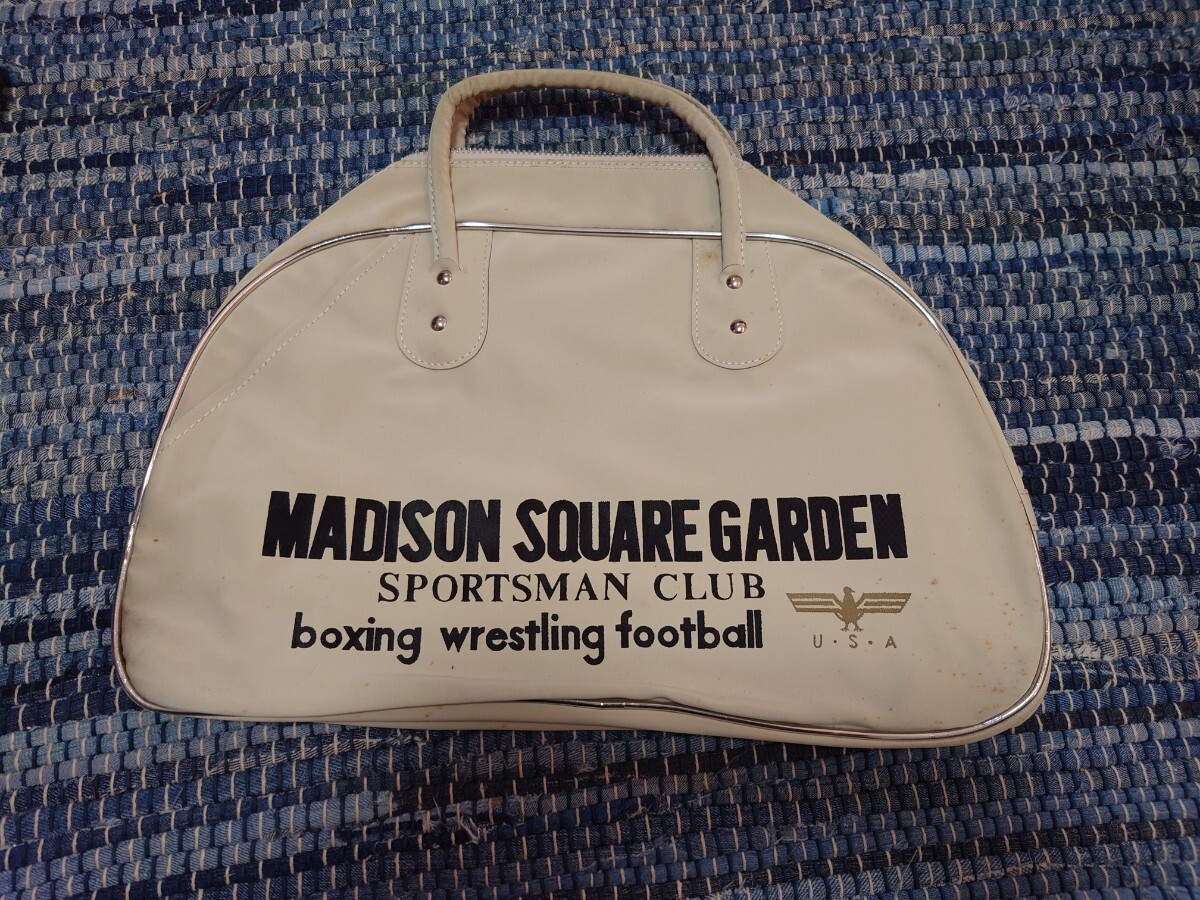 MADISON SQUARE GARDEN
SPORTSMAN CLUB
boxing wrestling football
U·S·A